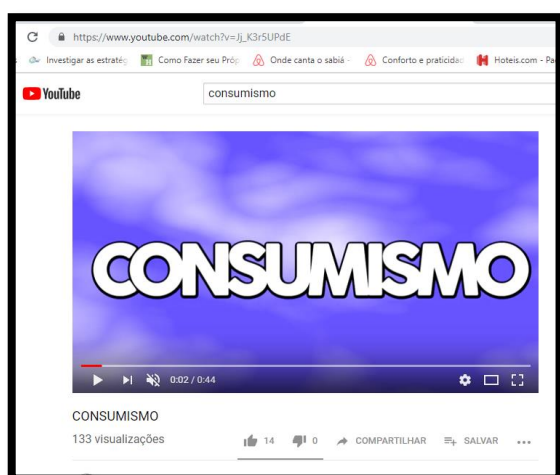 https://www.youtube.com/watch?v=Jj_K3r5UPdE
Investigar as estratég Como Fazer seu Próp Onde canta o sabiá - Conforto e praticidad Hoteis.com - Pac
YouTube consumismo
CONSUMISMO
0:02 / 0:44
CONSUMISMO
133 visualizações 14 0 COMPARTILHAR SALVAR